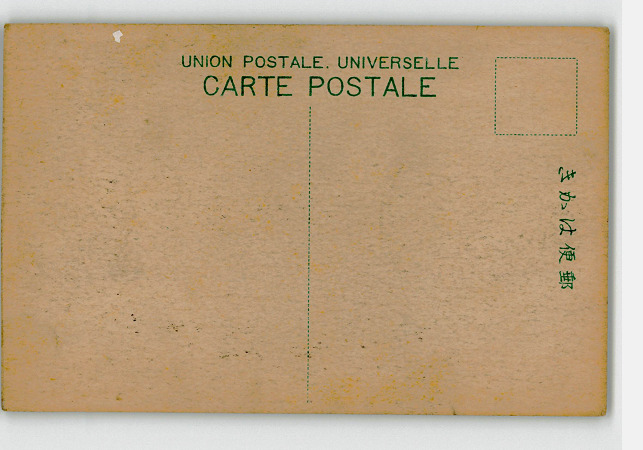 UNION POSTALE. UNIVERSELLE
CARTE POSTALE
きかは便郵